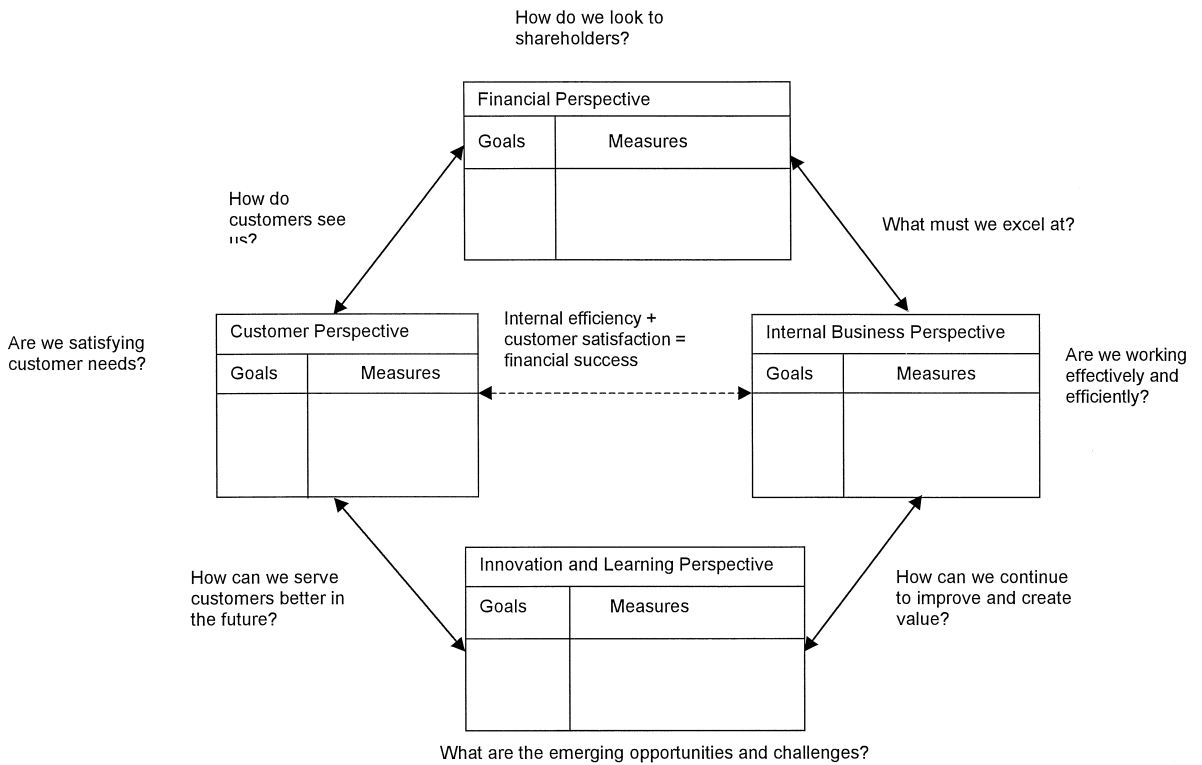 How do we look to
shareholders?
Financial Perspective
Goals
Measures
How do
customers see
us?
What must we excel at?
Customer Perspective
Goals
Measures
Are we satisfying
customer needs?
Internal efficiency +
customer satisfaction =
financial success
Internal Business Perspective
Goals
Measures
Are we working
effectively and
efficiently?
How can we serve
customers better in
the future?
Innovation and Learning Perspective
Goals
Measures
How can we continue
to improve and create
value?
What are the emerging opportunities and challenges?